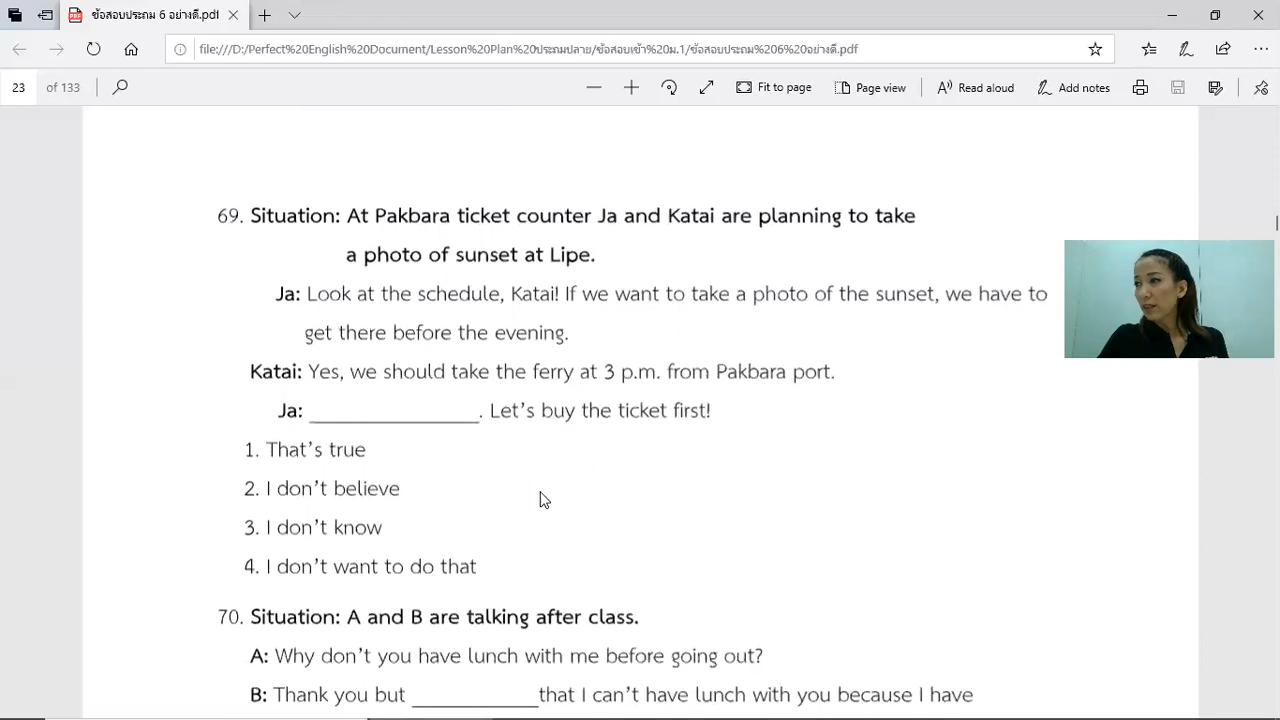 ข้อสอบประถม 6 อย่างดี.pdf
file:///D:/Perfect%20English%20Document/Lesson%20Plan%20ประถมปลาย/ข้อสอบเข้า%20ม.1/ข้อสอบประถม%206%20อย่างดี.pdf
23 of 133 Fit to page Page view Read aloud Add notes
69. Situation: At Pakbara ticket counter Ja and Katai are planning to take
a photo of sunset at Lipe.
Ja: Look at the schedule, Katai! If we want to take a photo of the sunset, we have to
get there before the evening.
Katai: Yes, we should take the ferry at 3 p.m. from Pakbara port.
Ja: ________________. Let's buy the ticket first!
1. That's true
2. I don't believe
3. I don't know
4. I don't want to do that
70. Situation: A and B are talking after class.
A: Why don't you have lunch with me before going out?
B: Thank you but ____________that I can't have lunch with you because I have